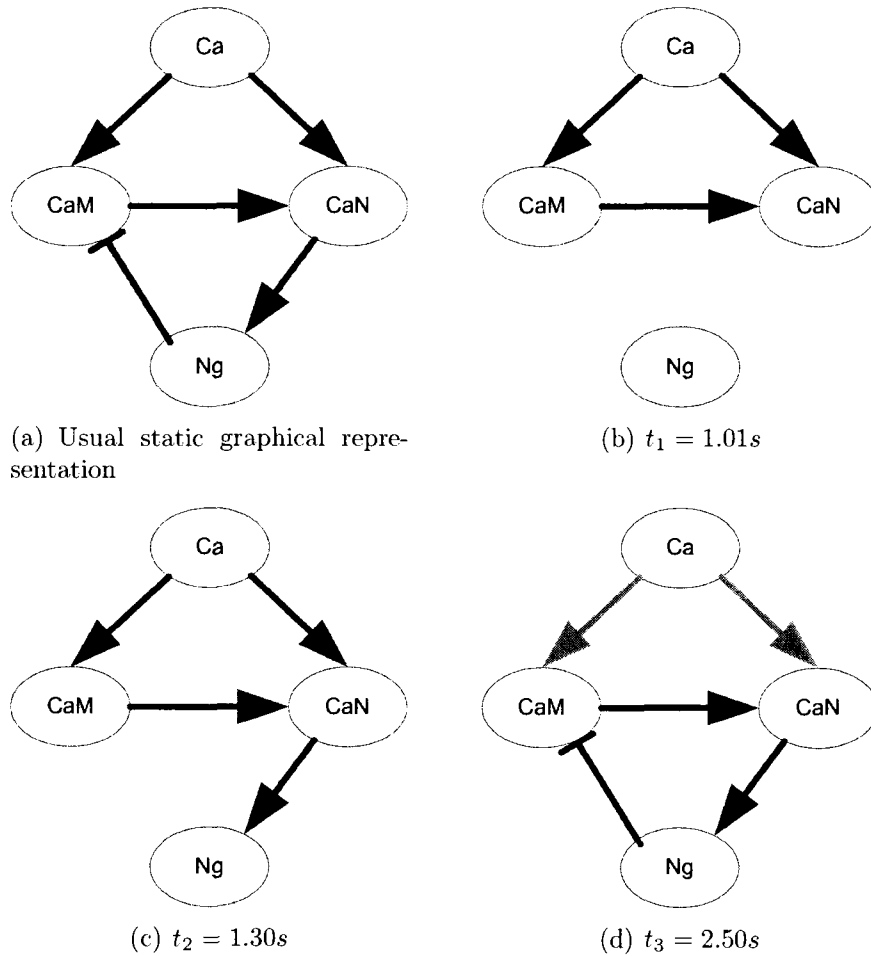 Ca
CaM
CaN
Ng
(a) Usual static graphical repre-
sentation
Ca
CaM
CaN
Ng
(b) t₁ = 1.01s
Ca
CaM
CaN
Ng
(c) t₂ = 1.30s
Ca
CaM
CaN
Ng
(d) t₃ = 2.50s